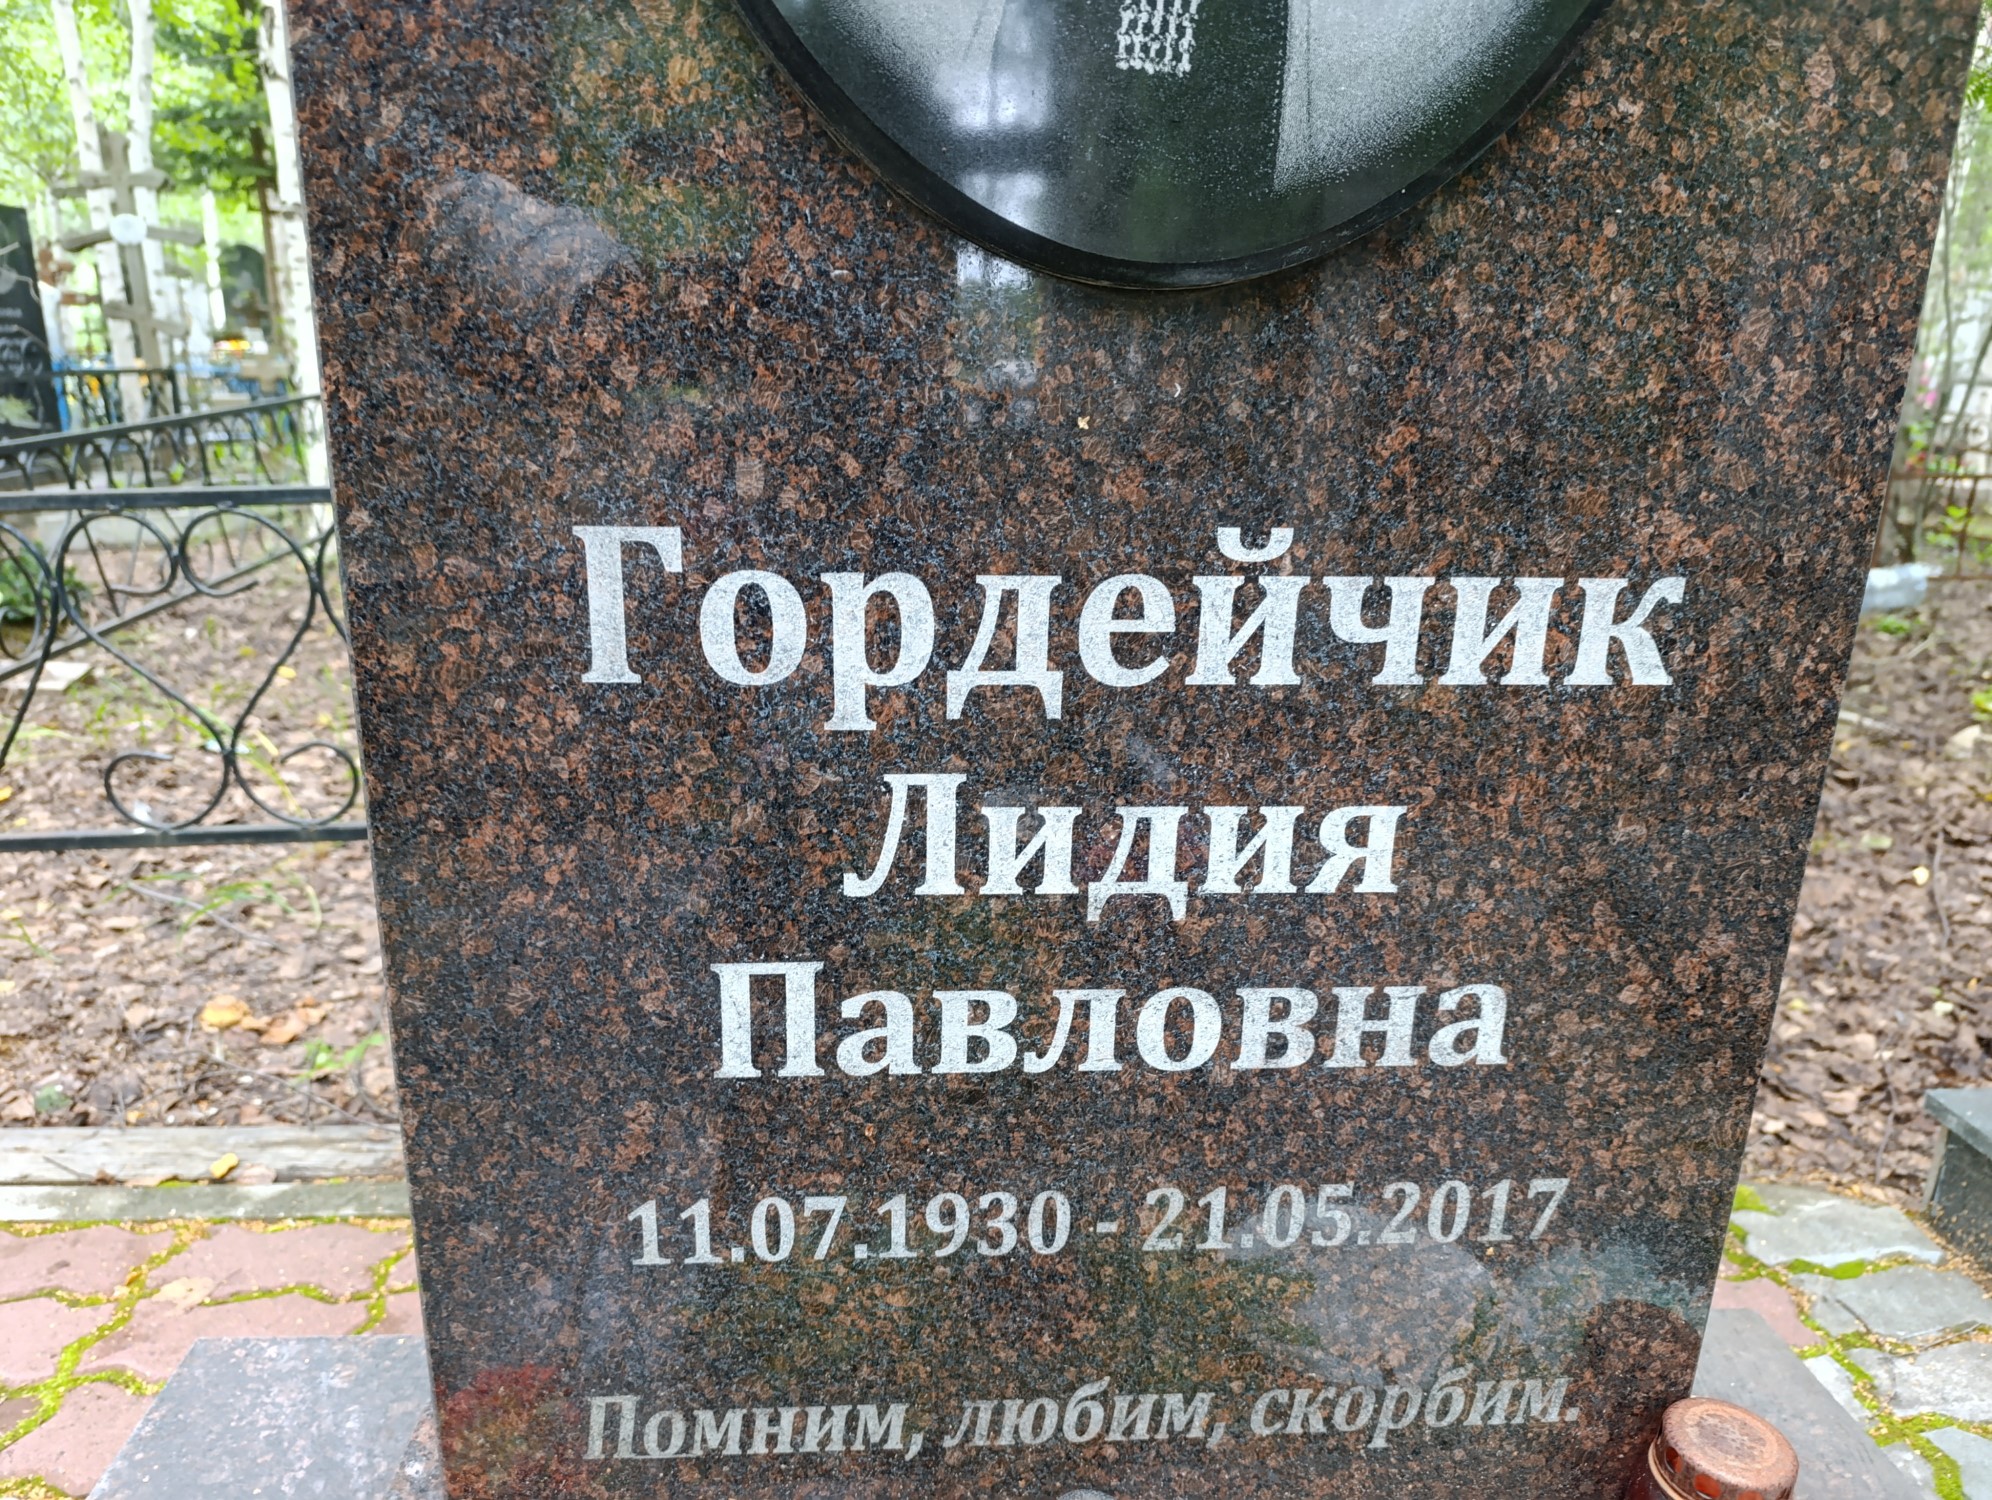 Гордейчик
Лидия
Павловна
11.07.1930 - 21.05.2017
Помним, любим, скорбим.